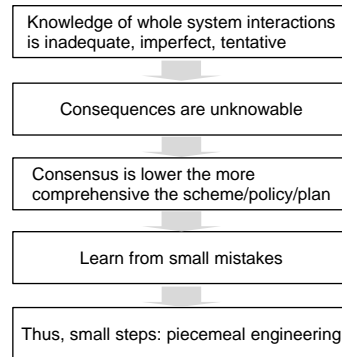 Knowledge of whole system interactions
is inadequate, imperfect, tentative
Consequences are unknowable
Consensus is lower the more
comprehensive the scheme/policy/plan
Learn from small mistakes
Thus, small steps: piecemeal engineering